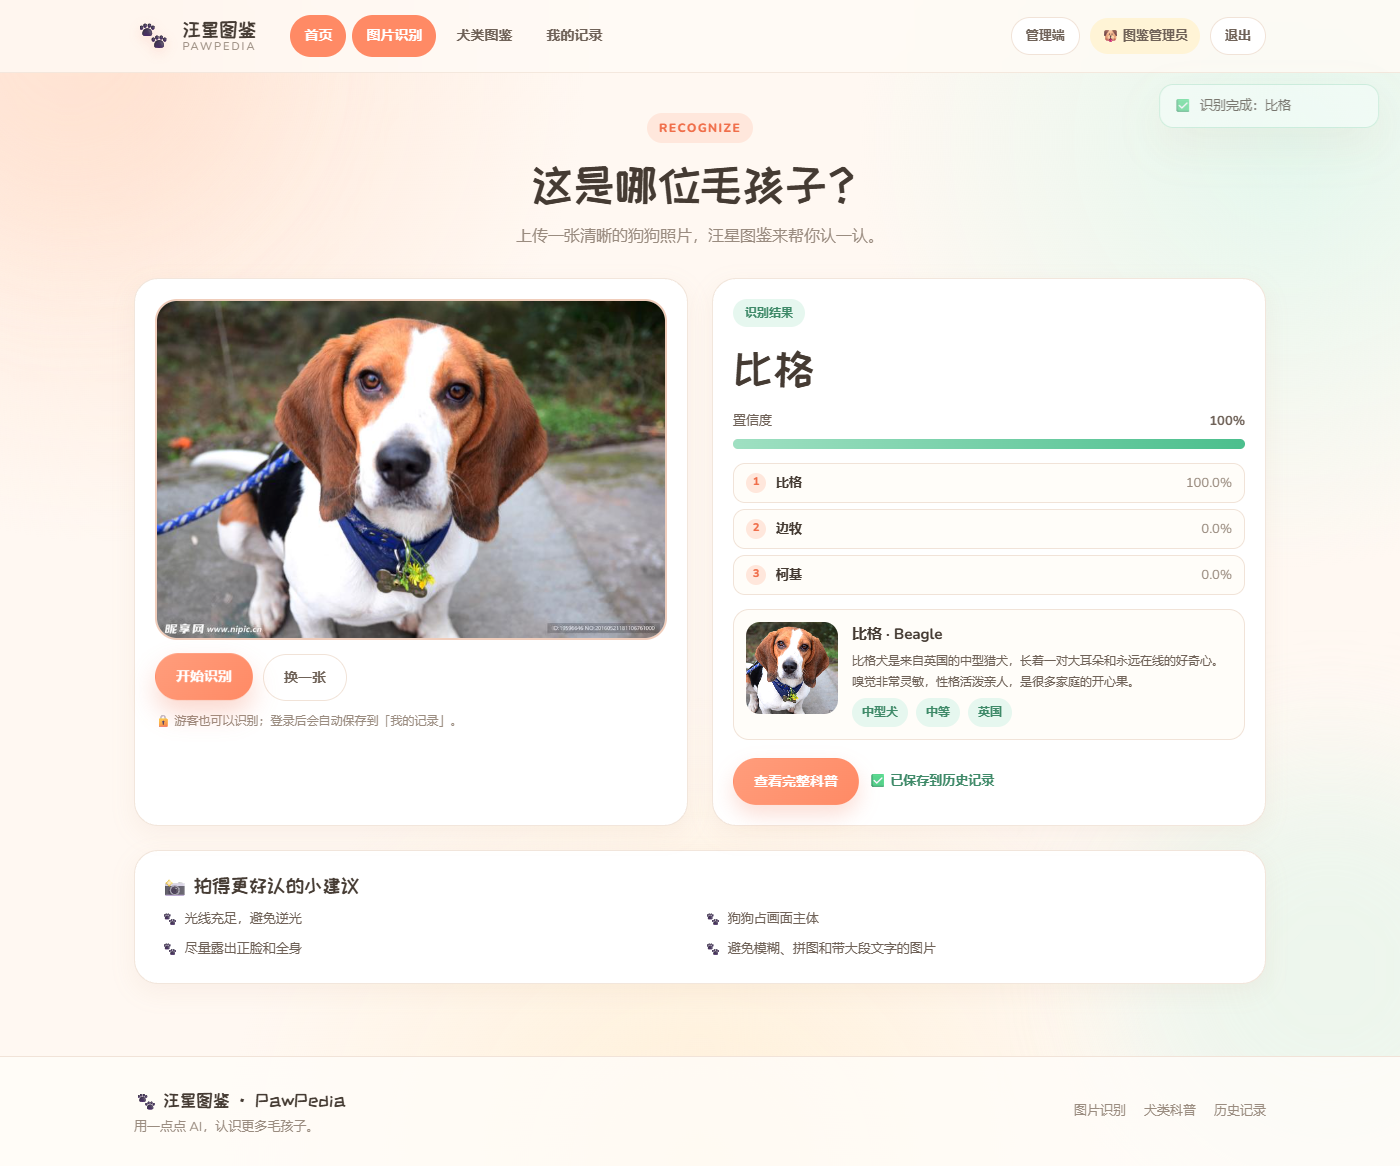 汪星图鉴
PAWPEDIA
首页
图片识别
犬类图鉴
我的记录
管理端
图鉴管理员
退出
识别完成：比格
RECOGNIZE
这是哪位毛孩子？
上传一张清晰的狗狗照片，汪星图鉴来帮你认一认。
昵享网 www.nipic.cn
开始识别
换一张
游客也可以识别；登录后会自动保存到「我的记录」。
识别结果
比格
置信度 100%
1 比格 100.0%
2 边牧 0.0%
3 柯基 0.0%
比格 · Beagle
比格犬是来自英国的中型猎犬，长着一对大耳朵和永远在线的好奇心。
嗅觉非常灵敏，性格活泼亲人，是很多家庭的开心果。
中型犬
中等
英国
查看完整科普
已保存到历史记录
拍得更好认的小建议
光线充足，避免逆光
狗狗占画面主体
尽量露出正脸和全身
避免模糊、拼图和带大段文字的图片
汪星图鉴 · PawPedia
用一点点 AI，认识更多毛孩子。
图片识别
犬类科普
历史记录